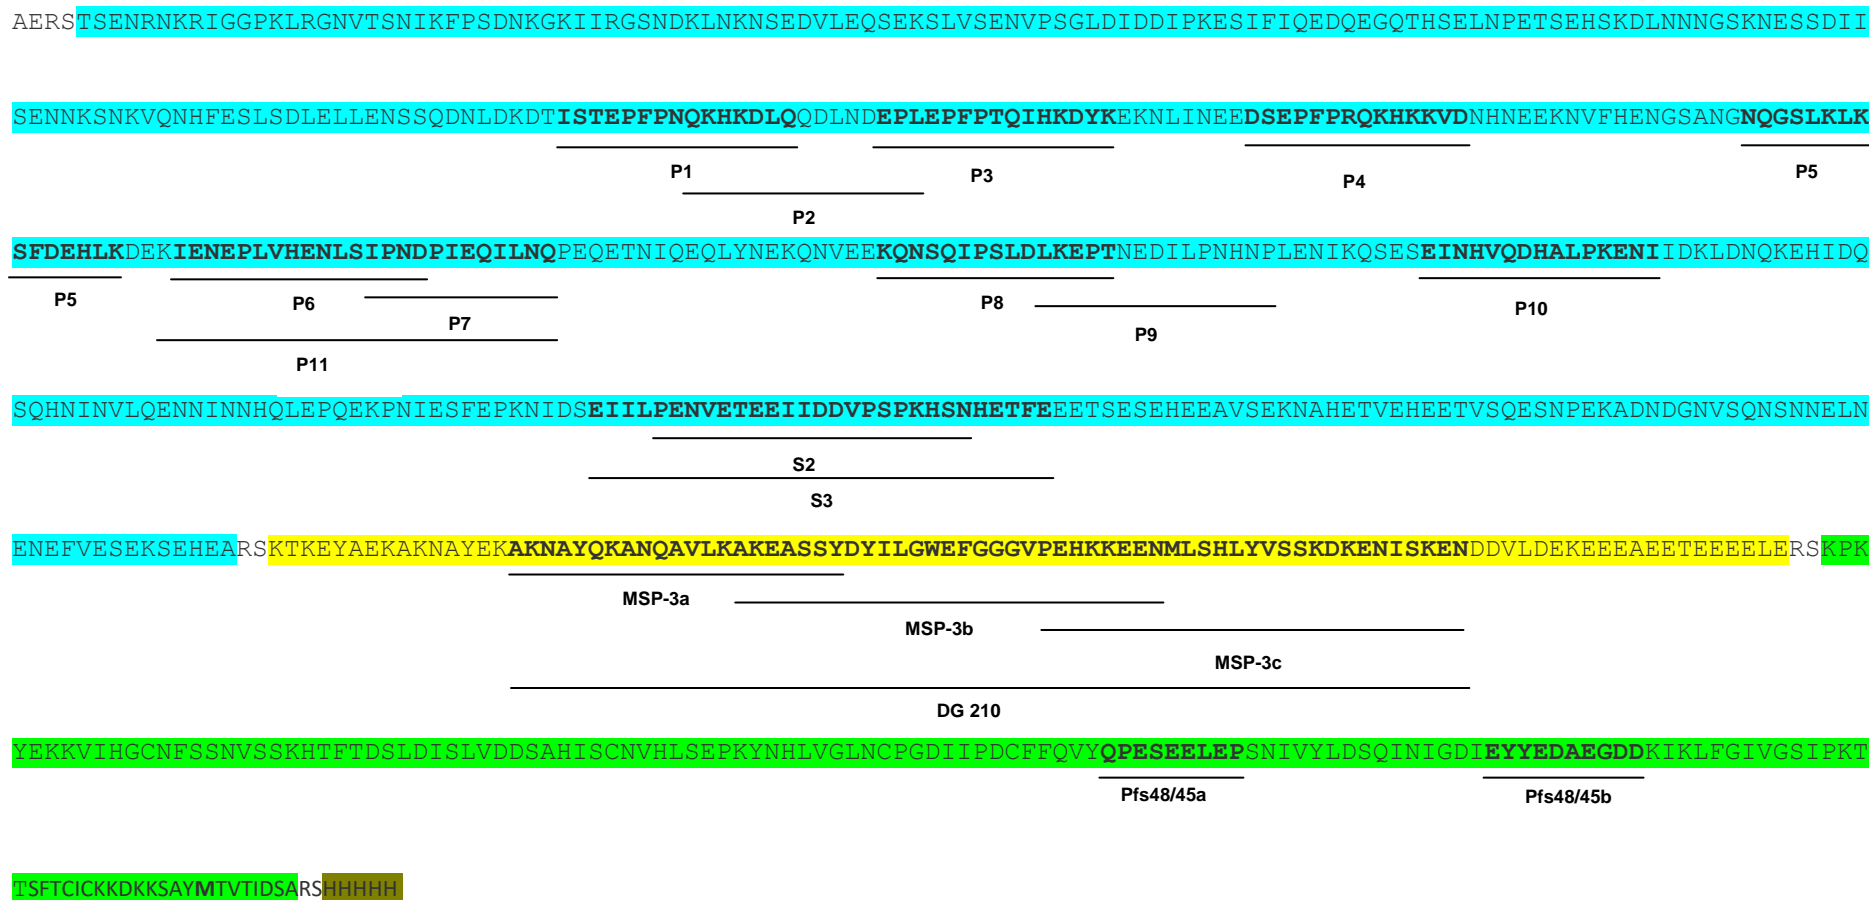 AERSTSENRNKRIGGPKLRGNVTSNIKFPSDNKGKIIRGSNDKLNKNSEDVLEQSEKSLVSENVPSGLDIDDIPKESIFIQEDQEGQTHSELNPETSEHSKDLNNNGSKNESSDII
SENNKSNKVQNHFESLSDLELLENSSQDNLDKDTISTEPFPNQKHKDLQQDLNDEPLEPFPTQIHKDYKEKNLINEEDSEPFPRQKHKKVDNHNEEKNVFHENGSANGNQGSLKLK
P1
P3
P4
P5
P2
SFDEHLKDEKIENEPLVHENLSIPNDPIEQILNQPEQETNIQEQLYNEKQNVEEKQNSQIPSLDLKEPTNEDILPNHNPLENIKQSESEINHVQDHALPKENIIDKLDNQKEHIDQ
P5
P6
P8
P10
P7
P9
P11
SQHNINVLQENNINNHQLEPQEKPNIESFEPKNIDSEIILPENVETEEIIDDVPSPKHSNHETFEEETSESEHEEAVSEKNAHETVEHEETVSQESNPEKADNDGNVSQNSNNELN
S2
S3
ENEFVESEKSEHEARSKTKEYAEKAKNAYEKAKNAYQKANQAVLKAKEASSYDYILGWEFGGGVPEHKKEENMLSHLYVSSKDKENISKENDDVLDEKEEEAEETEEEELERSKPK
MSP-3a
MSP-3b
MSP-3c
DG 210
YEKKVIHGCNFSSNVSSKHTFTDSLDISLVDDSAHISCNVHLSEPKYNHLVGLNCPGDIIPDCFFQVYQPESEELEPSNIVYLDSQINIGDIEYYEDAEGDDKIKLFGIVGSIPKT
Pfs48/45a
Pfs48/45b
TSFTCICKKDKKSAYMTVTIDSARSHHHHH